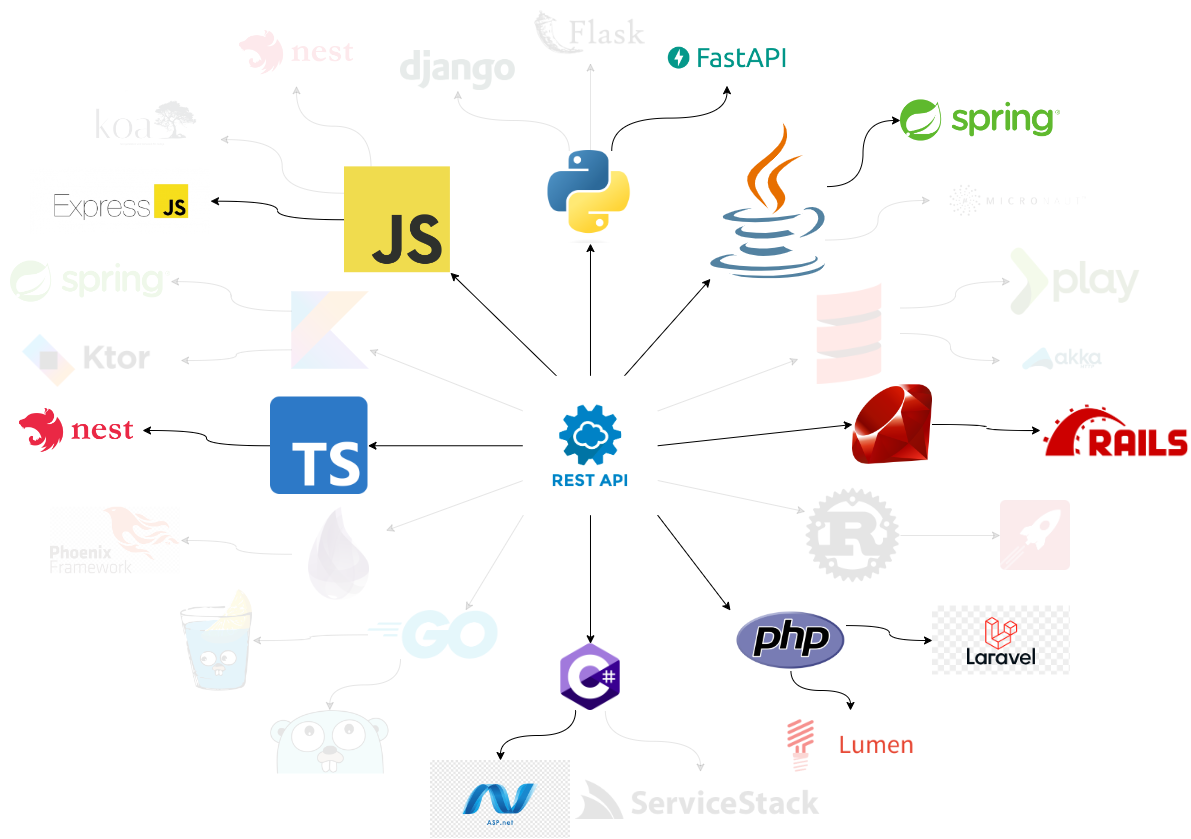 Flask
nest
django
FastAPI
koa
spring
Express JS
JS
MICRONAUT
spring
play
Ktor
akka
nest
TS
REST API
RAILS
Phoenix
Framework
R
GO
php
Laravel
C#
Lumen
ASP.net
ServiceStack